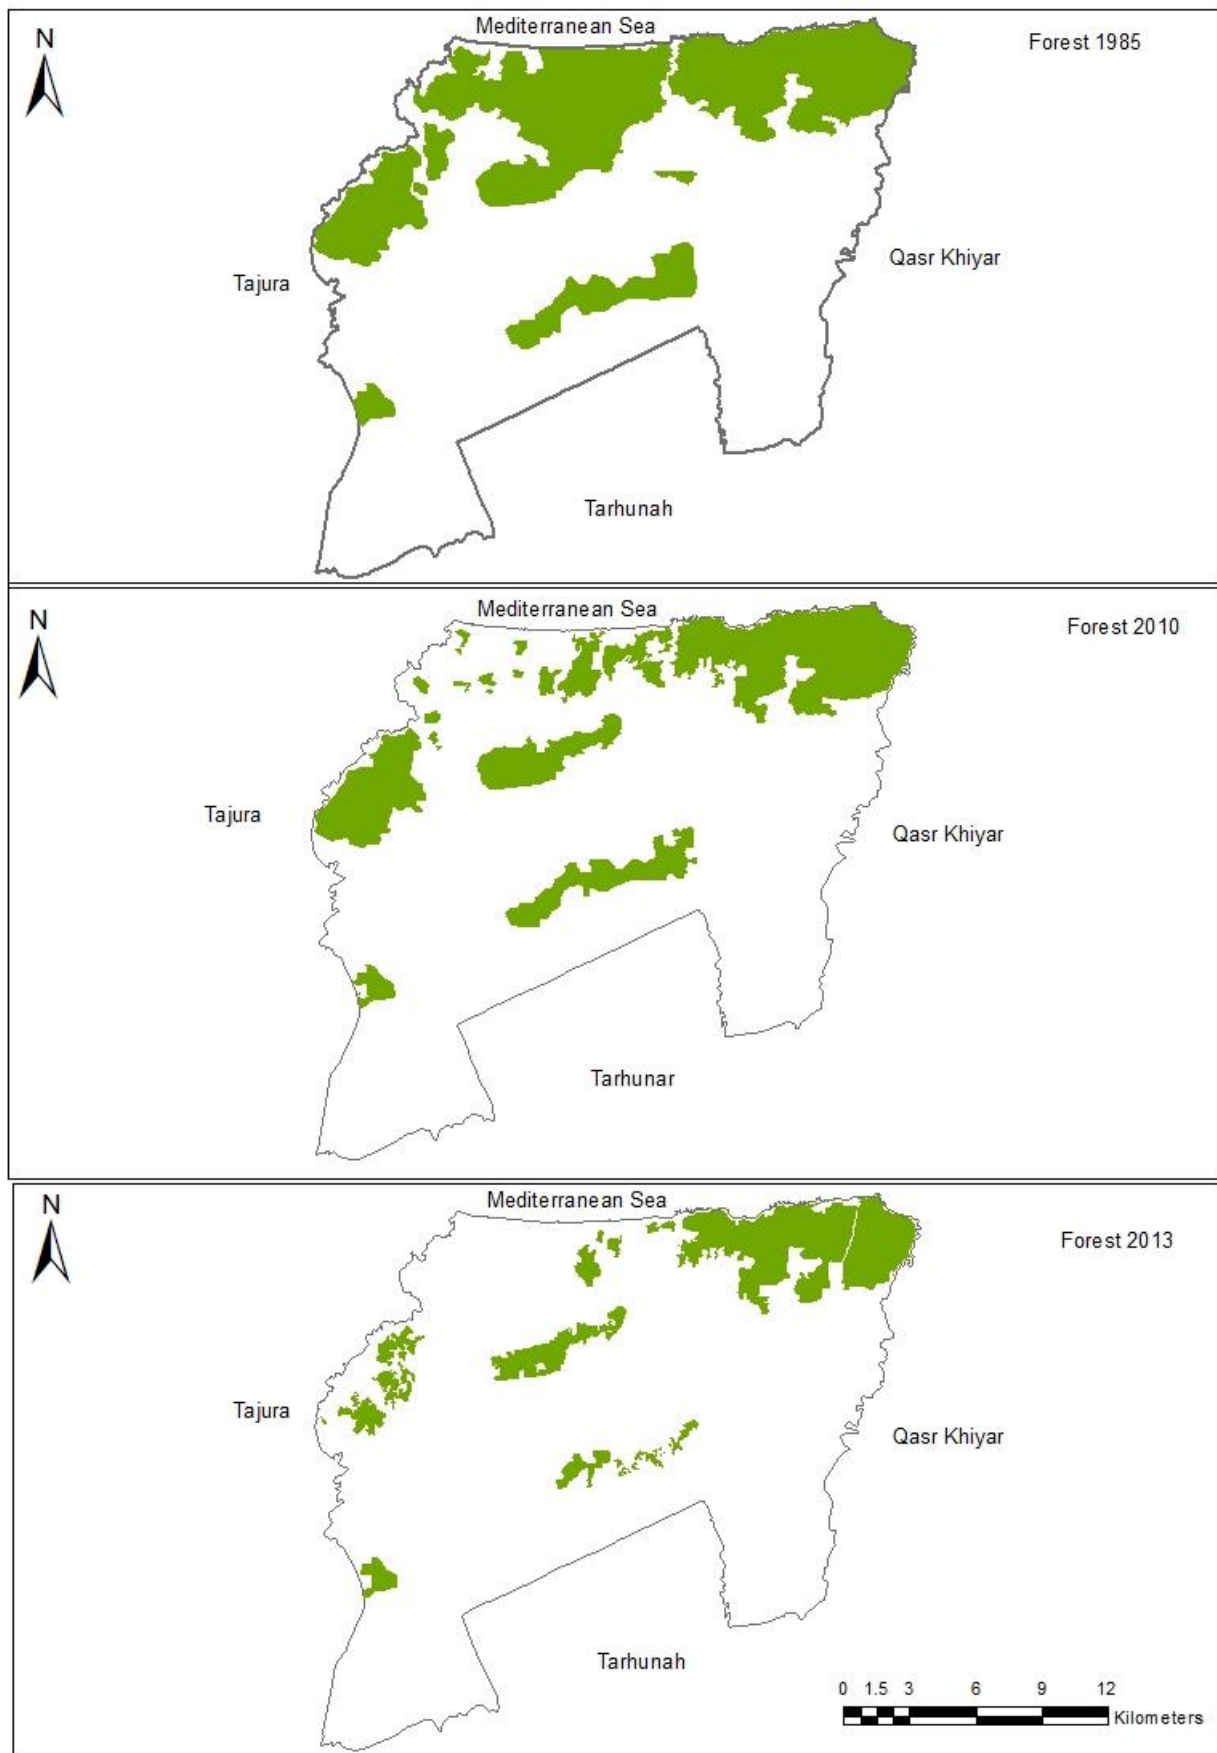 Mediterranean Sea
N
Forest 1985
Qasr Khiyar
Tajura
Tarhunah
Mediterranean Sea
N
Forest 2010
Tajura
Qasr Khiyar
Tarhunar
Mediterranean Sea
N
Forest 2013
Tajura
Qasr Khiyar
Tarhunah
0 1.5 3 6 9 12
Kilometers